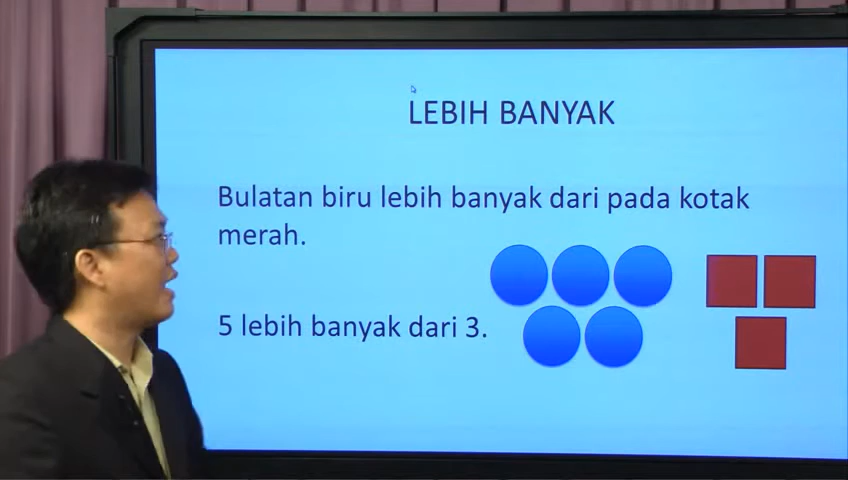 LEBIH BANYAK
Bulatan biru lebih banyak dari pada kotak
merah.
5 lebih banyak dari 3.